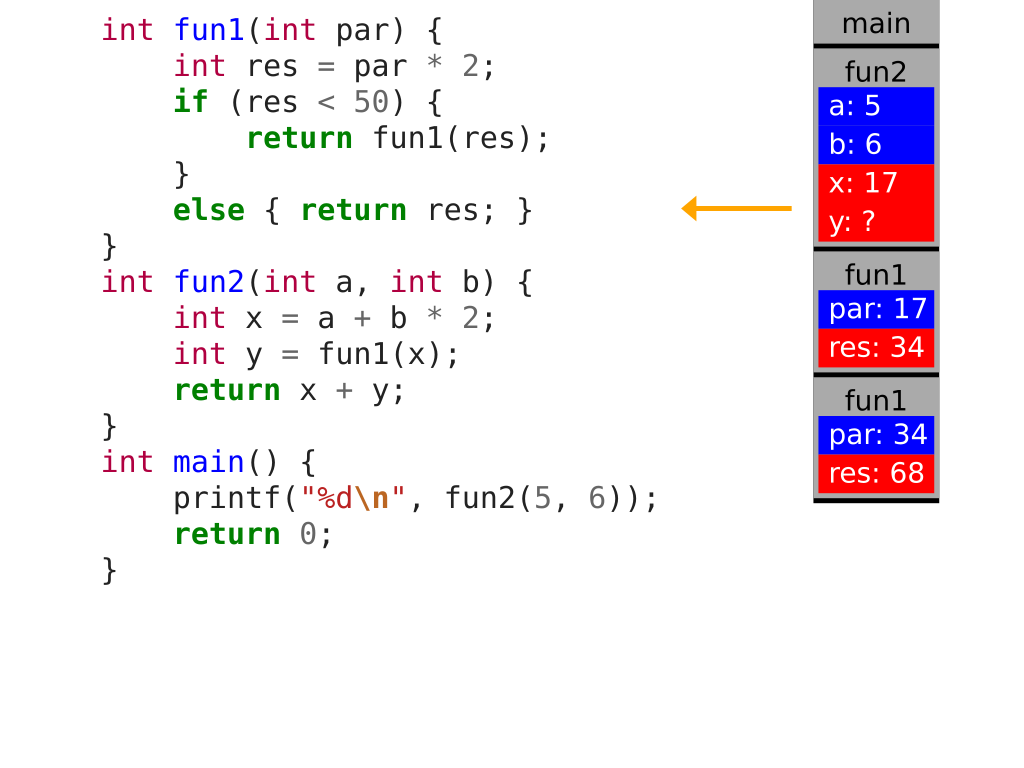 int fun1(int par) {
    int res = par * 2;
    if (res < 50) {
        return fun1(res);
    }
    else { return res; }
}
int fun2(int a, int b) {
    int x = a + b * 2;
    int y = fun1(x);
    return x + y;
}
int main() {
    printf("%d\n", fun2(5, 6));
    return 0;
}
main
fun2
a: 5
b: 6
x: 17
y: ?
fun1
par: 17
res: 34
fun1
par: 34
res: 68